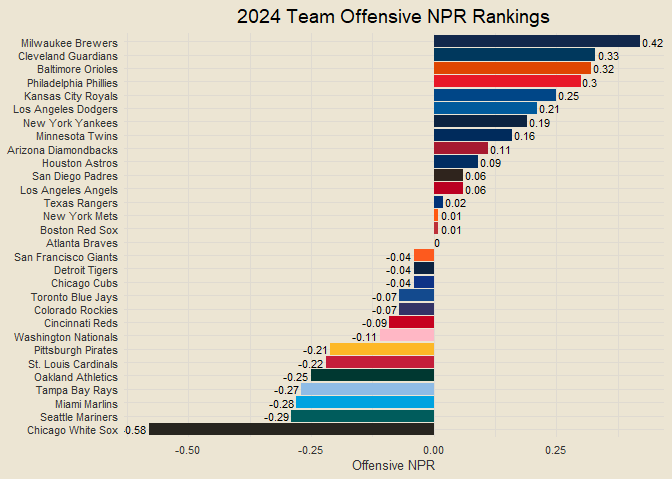 2024 Team Offensive NPR Rankings
Milwaukee Brewers 0.42
Cleveland Guardians 0.33
Baltimore Orioles 0.32
Philadelphia Phillies 0.3
Kansas City Royals 0.25
Los Angeles Dodgers 0.21
New York Yankees 0.19
Minnesota Twins 0.16
Arizona Diamondbacks 0.11
Houston Astros 0.09
San Diego Padres 0.06
Los Angeles Angels 0.06
Texas Rangers 0.02
New York Mets 0.01
Boston Red Sox 0.01
Atlanta Braves 0
San Francisco Giants -0.04
Detroit Tigers -0.04
Chicago Cubs -0.04
Toronto Blue Jays -0.07
Colorado Rockies -0.07
Cincinnati Reds -0.09
Washington Nationals -0.11
Pittsburgh Pirates -0.21
St. Louis Cardinals -0.22
Oakland Athletics -0.25
Tampa Bay Rays -0.27
Miami Marlins -0.28
Seattle Mariners -0.29
Chicago White Sox -0.58
-0.50 -0.25 0.00 0.25
Offensive NPR